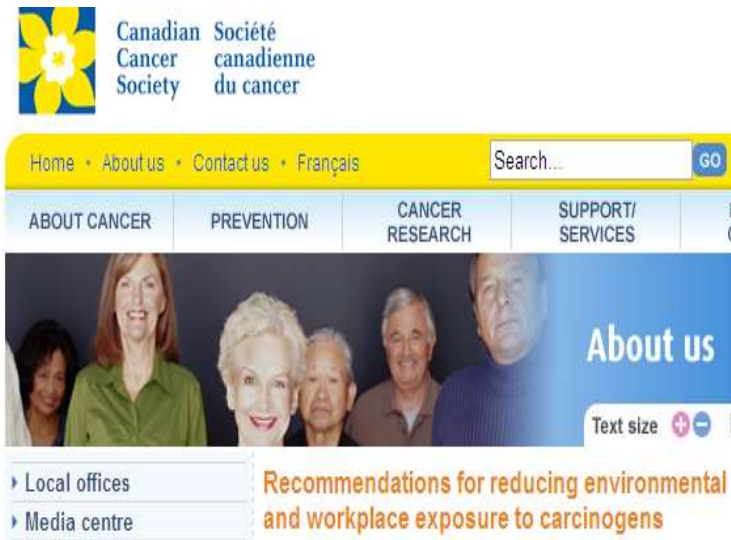 Canadian Société
Cancer canadienne
Society du cancer
Home • About us • Contact us • Français
Search...
GO
ABOUT CANCER
PREVENTION
CANCER
RESEARCH
SUPPORT/
SERVICES
About us
Text size
Local offices
Media centre
Recommendations for reducing environmental
and workplace exposure to carcinogens